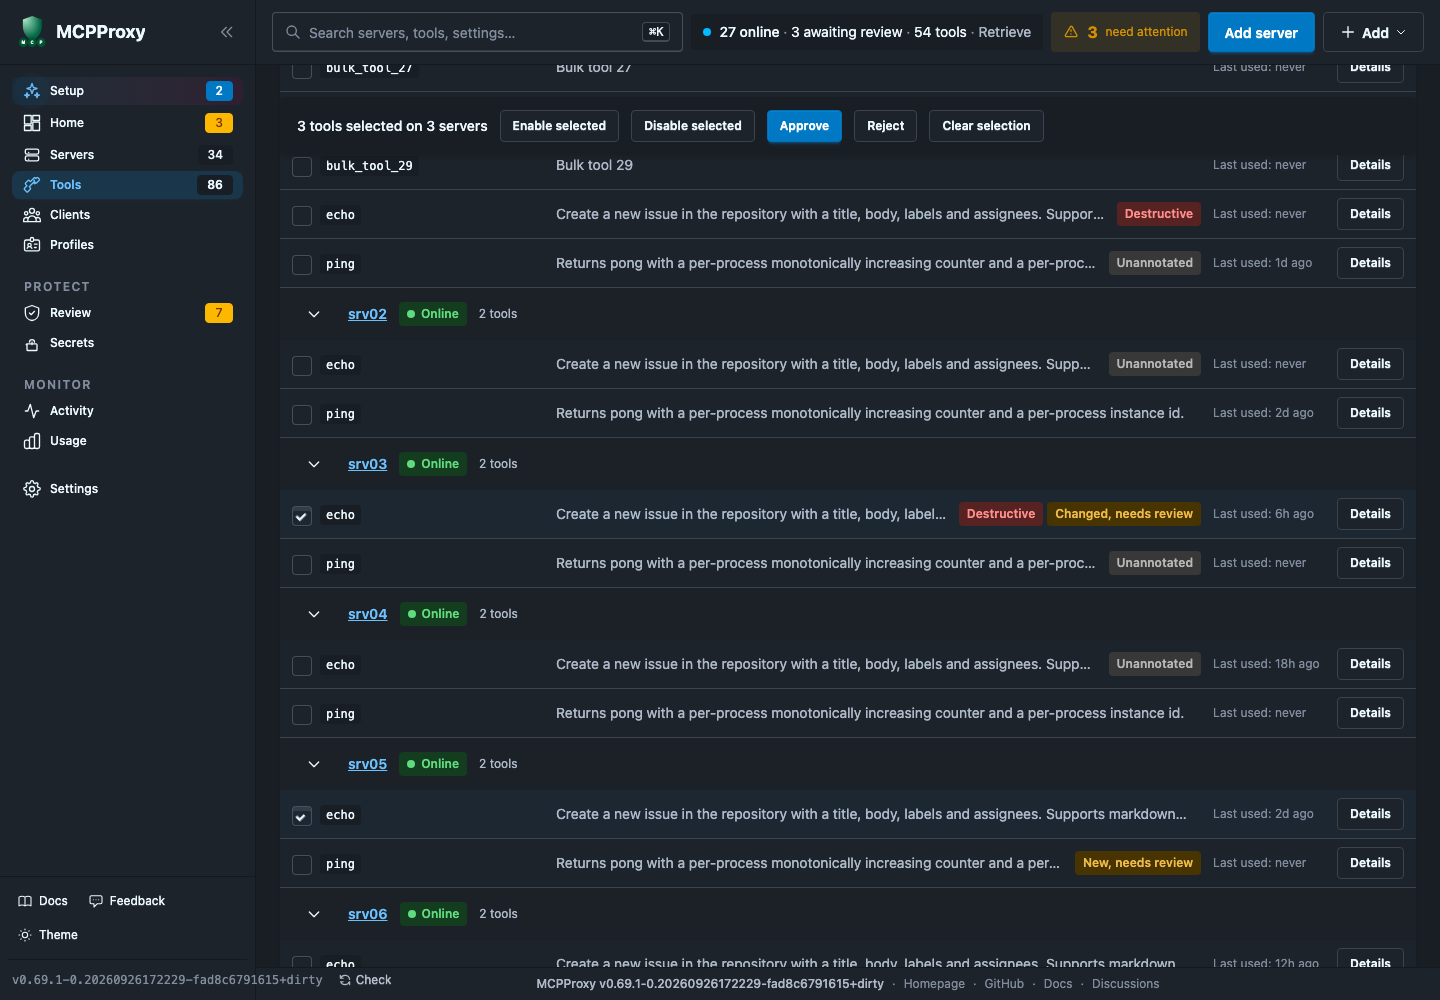 MCPProxy
Search servers, tools, settings...
⌘K
27 online · 3 awaiting review · 54 tools · Retrieve
3 need attention
Add server
Add
Setup 2
Home 3
Servers 34
Tools 86
Clients
Profiles
PROTECT
Review 7
Secrets
MONITOR
Activity
Usage
Settings
Docs
Feedback
Theme
v0.69.1-0.20260926172229-fad8c6791615+dirty
Check
bulk_tool_27 Bulk tool 27 Last used: never Details
3 tools selected on 3 servers Enable selected Disable selected Approve Reject Clear selection
bulk_tool_29 Bulk tool 29 Last used: never Details
echo Create a new issue in the repository with a title, body, labels and assignees. Suppor... Destructive Last used: never Details
ping Returns pong with a per-process monotonically increasing counter and a per-proc... Unannotated Last used: 1d ago Details
srv02 Online 2 tools
echo Create a new issue in the repository with a title, body, labels and assignees. Supp... Unannotated Last used: never Details
ping Returns pong with a per-process monotonically increasing counter and a per-process instance id. Last used: 2d ago Details
srv03 Online 2 tools
echo Create a new issue in the repository with a title, body, label... Destructive Changed, needs review Last used: 6h ago Details
ping Returns pong with a per-process monotonically increasing counter and a per-proc... Unannotated Last used: never Details
srv04 Online 2 tools
echo Create a new issue in the repository with a title, body, labels and assignees. Supp... Unannotated Last used: 18h ago Details
ping Returns pong with a per-process monotonically increasing counter and a per-process instance id. Last used: never Details
srv05 Online 2 tools
echo Create a new issue in the repository with a title, body, labels and assignees. Supports markdown... Last used: 2d ago Details
ping Returns pong with a per-process monotonically increasing counter and a per... New, needs review Last used: never Details
srv06 Online 2 tools
echo Create a new issue in the repository with a title, body, labels and assignees. Supports markdown Last used: 12h ago Details
MCPProxy v0.69.1-0.20260926172229-fad8c6791615+dirty · Homepage · GitHub · Docs · Discussions